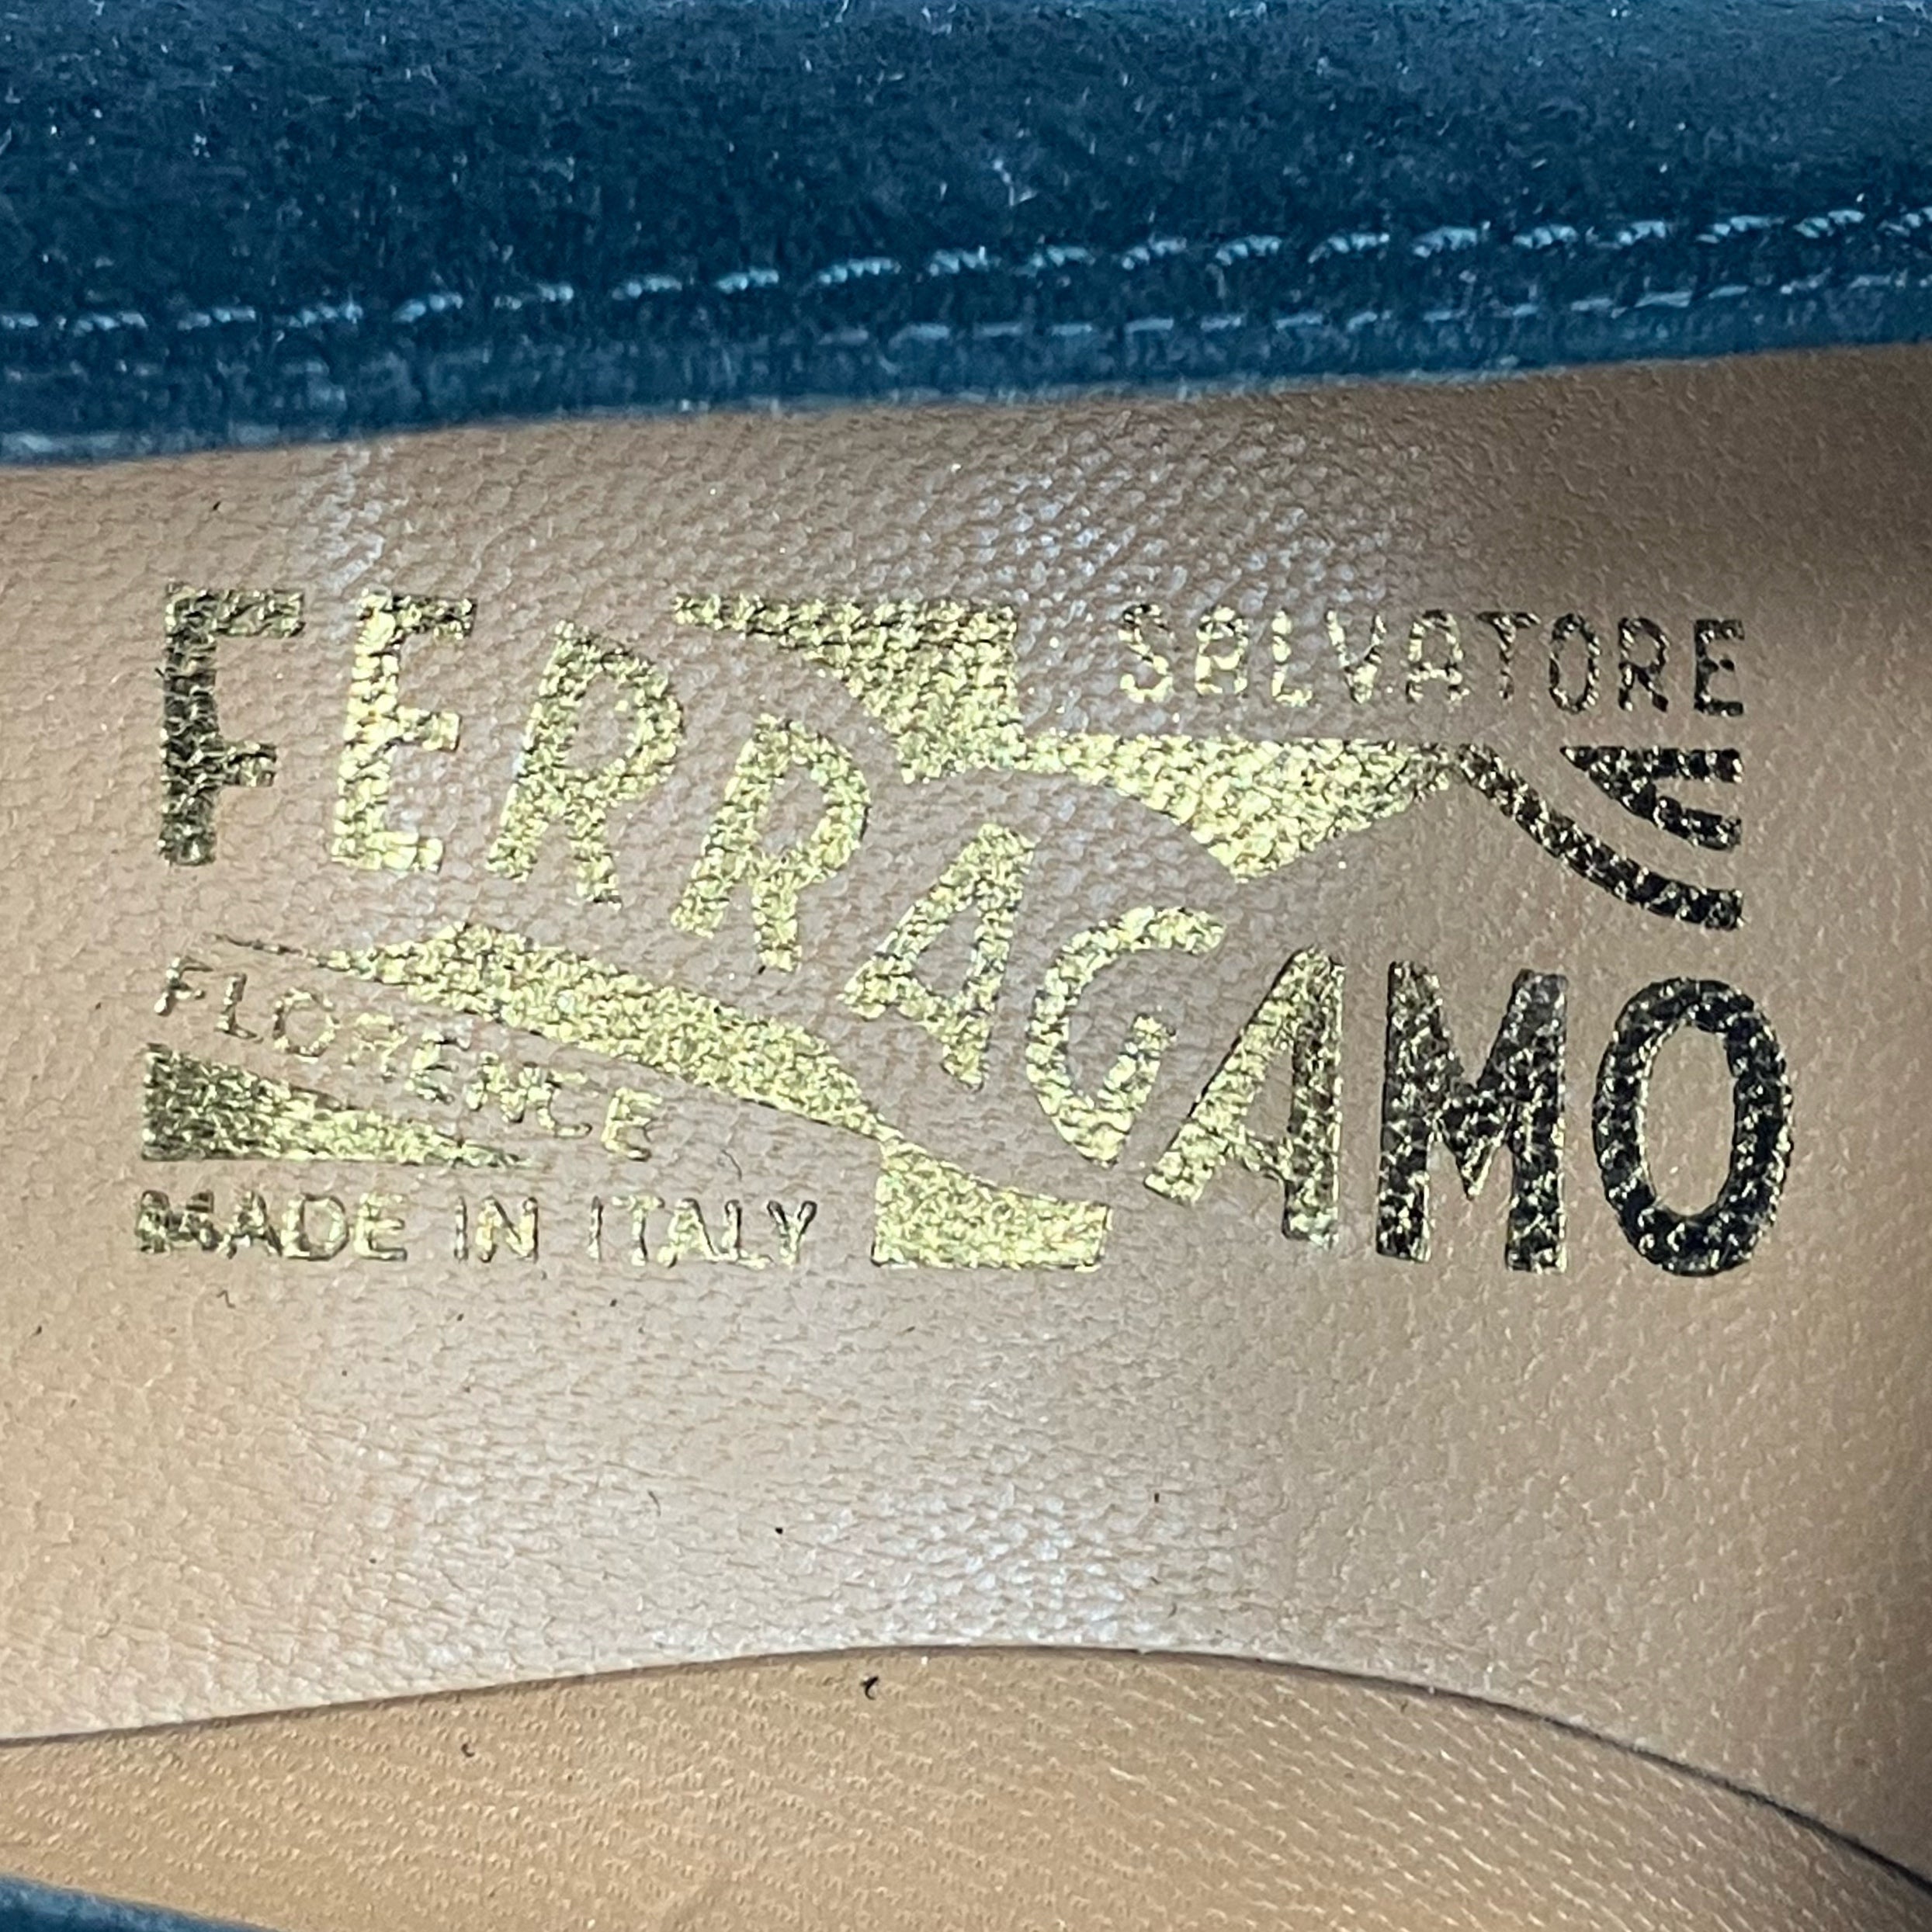 SALVATORE
FERRAGAMO
FLORENCE
MADE IN ITALY